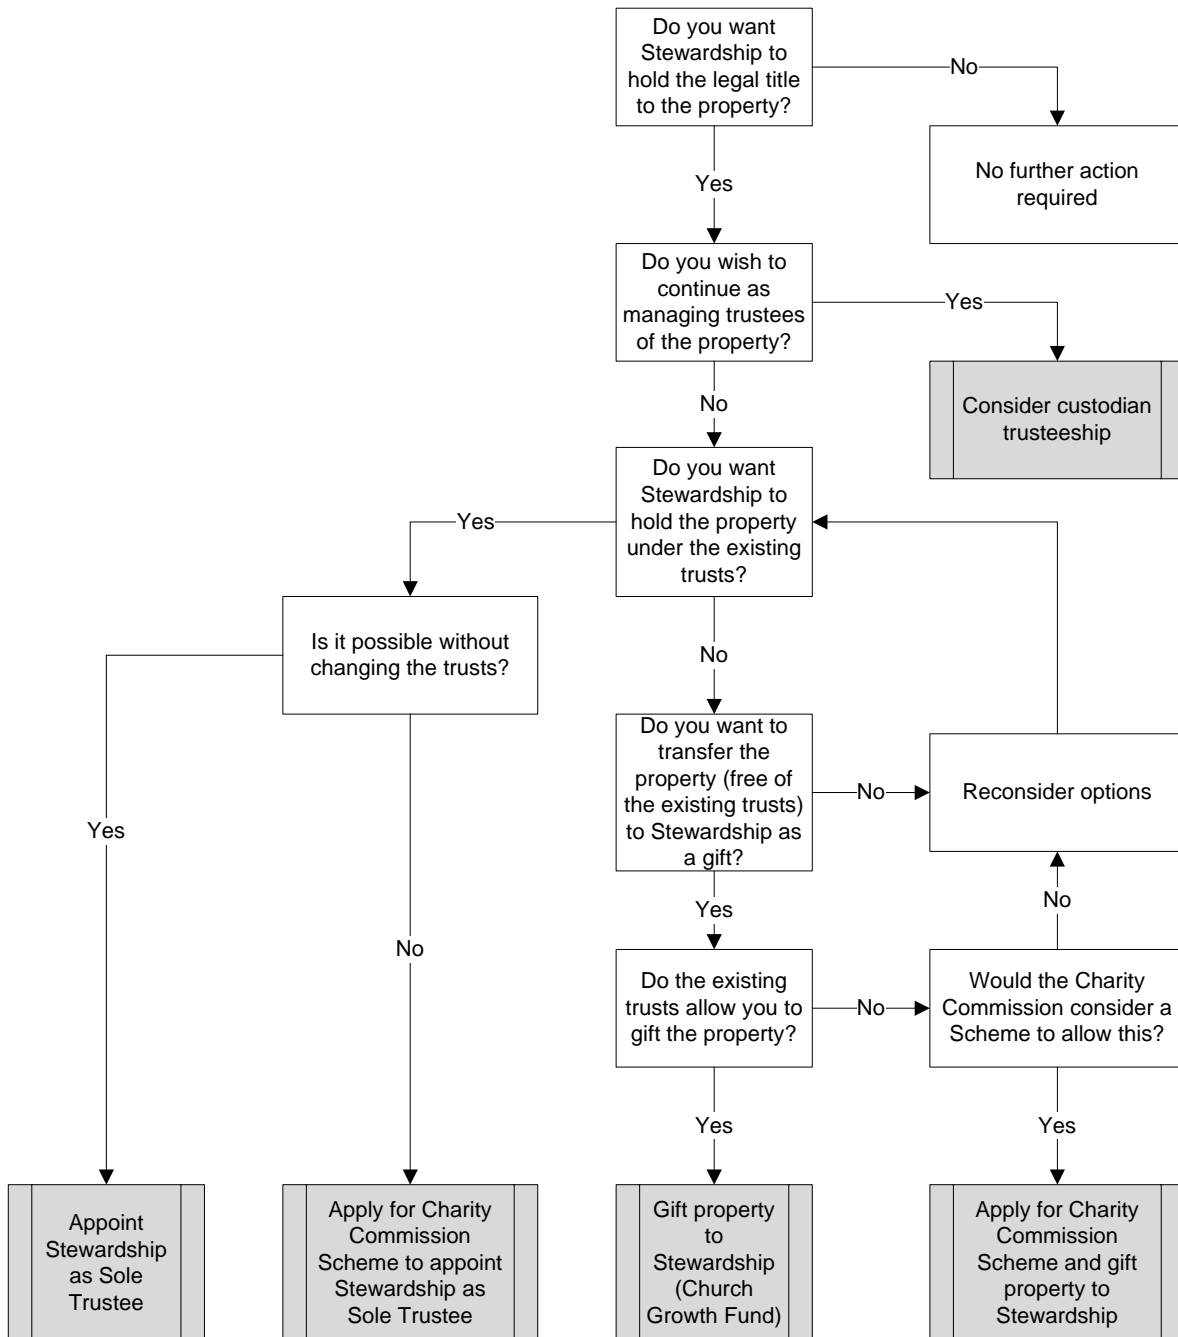 Do you want
Stewardship to
hold the legal title
to the property?
No
No further action
required
Yes
Do you wish to
continue as
managing trustees
of the property?
Yes
Consider custodian
trusteeship
No
Do you want
Stewardship to
hold the property
under the existing
trusts?
Yes
Is it possible without
changing the trusts?
No
Do you want to
transfer the
property (free of
the existing trusts)
to Stewardship as
a gift?
No
Reconsider options
Yes
Yes
No
No
Do the existing
trusts allow you to
gift the property?
No
Would the Charity
Commission consider a
Scheme to allow this?
Yes
Yes
Appoint
Stewardship
as Sole
Trustee
Apply for Charity
Commission
Scheme to appoint
Stewardship as
Sole Trustee
Gift property
to
Stewardship
(Church
Growth Fund)
Apply for Charity
Commission
Scheme and gift
property to
Stewardship